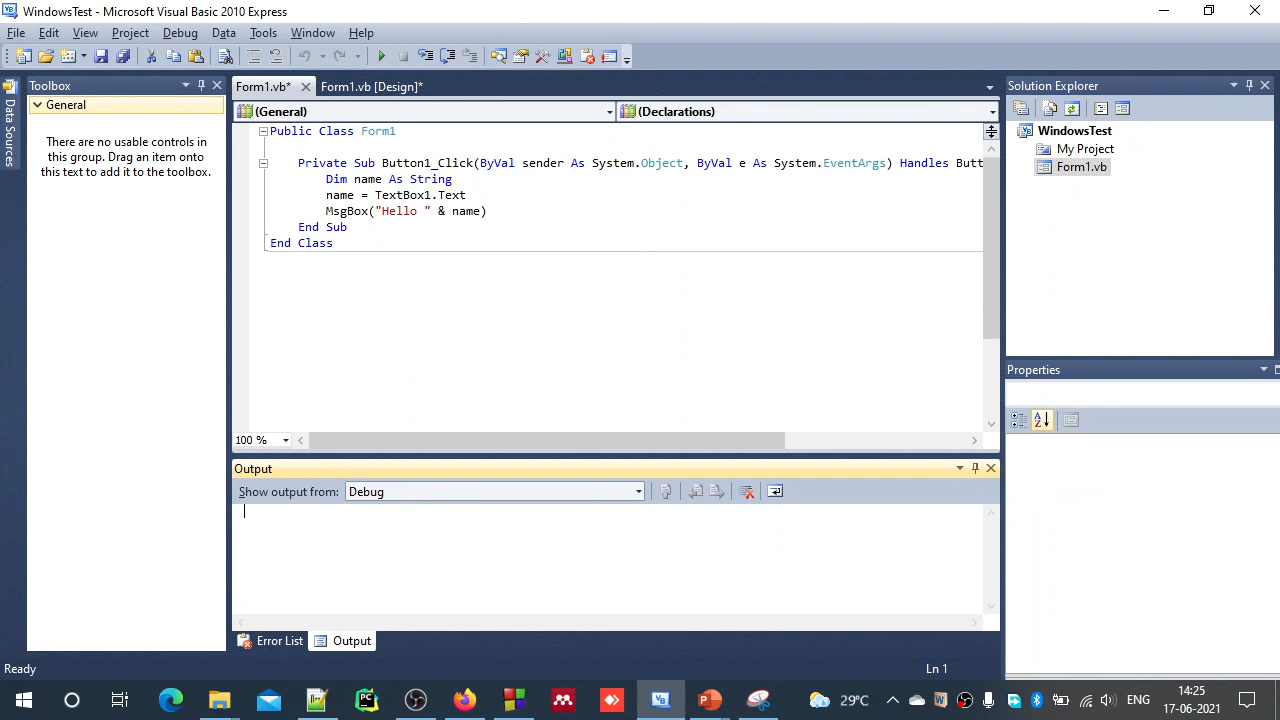 WindowsTest - Microsoft Visual Basic 2010 Express
File Edit View Project Debug Data Tools Window Help
Data Sources
Toolbox
General
There are no usable controls in
this group. Drag an item onto
this text to add it to the toolbox.
Form1.vb* Form1.vb [Design]*
(General) (Declarations)
Public Class Form1
Private Sub Button1_Click(ByVal sender As System.Object, ByVal e As System.EventArgs) Handles Butt
Dim name As String
name = TextBox1.Text
MsgBox("Hello " & name)
End Sub
End Class
100 %
Output
Show output from: Debug
Error List Output
Solution Explorer
WindowsTest
My Project
Form1.vb
Properties
Ready Ln 1
29°C ENG 14:25
17-06-2021